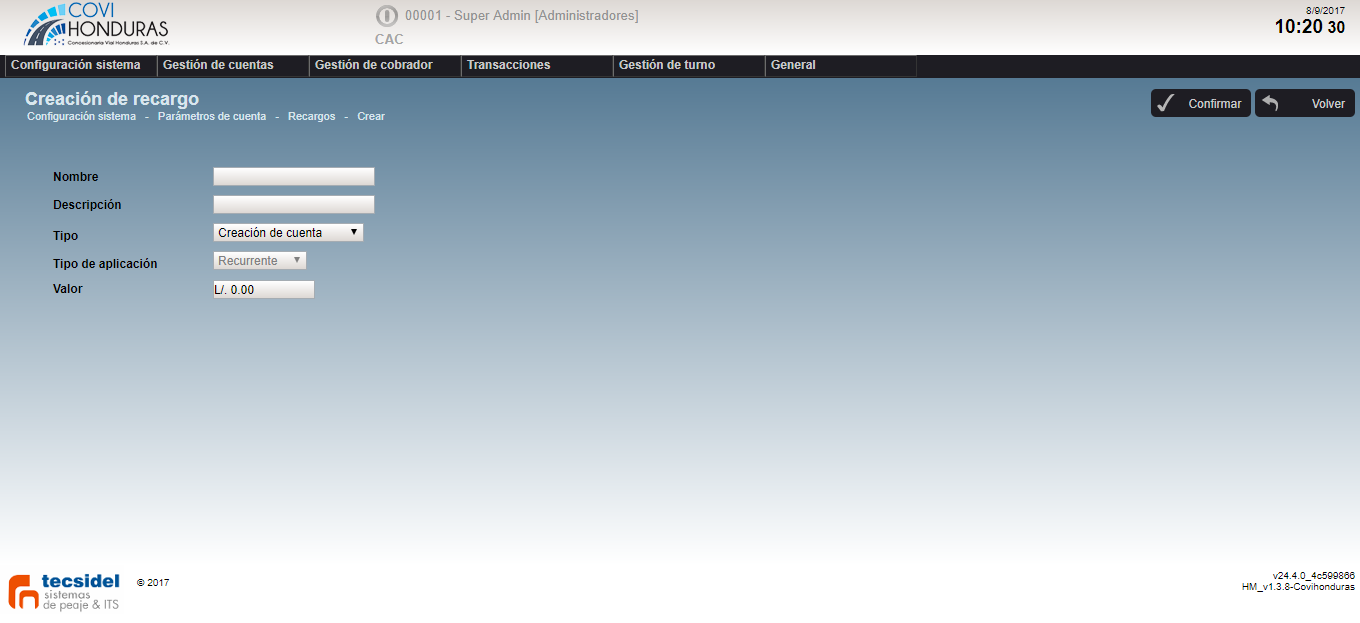 COVI
HONDURAS
Concesionaria Vial Honduras S.A. de C.V.
00001 - Super Admin [Administradores]
CAC
8/9/2017
10:20 30
Configuración sistema Gestión de cuentas Gestión de cobrador Transacciones Gestión de turno General
Creación de recargo
Configuración sistema - Parámetros de cuenta - Recargos - Crear
Confirmar Volver
Nombre
Descripción
Tipo Creación de cuenta
Tipo de aplicación Recurrente
Valor L/. 0.00
tecsidel © 2017
sistemas
de peaje & ITS
v24.4.0_4c599866
HM_v1.3.8-Covihonduras